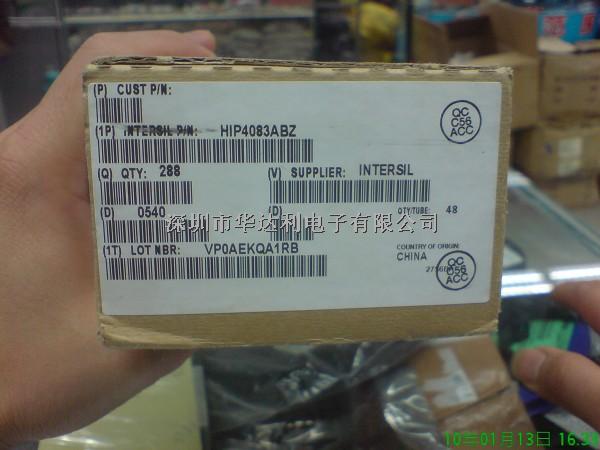 (P) CUST P/N:
(1P) INTERSIL P/N: HIP4083ABZ
QC
C56
ACC
(Q) QTY: 288
(V) SUPPLIER: INTERSIL
(D) 0540
(D)
QTY/TUBE: 48
深圳市华达利电子有限公司
(1T) LOT NBR: VP0AEKQA1RB
COUNTRY OF ORIGIN:
CHINA
QC
C56
ACC
10年01月13日 16:30